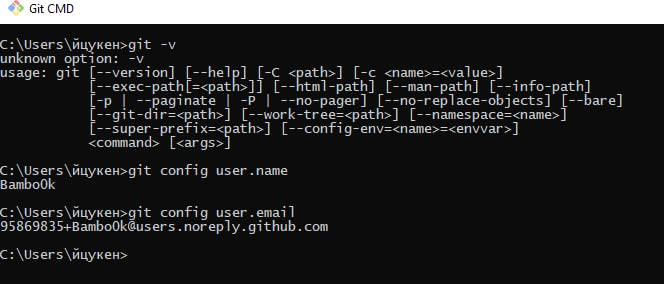 Git CMD
C:\Users\йцукен>git -v
unknown option: -v
usage: git [--version] [--help] [-C <path>] [-c <name>=<value>]
           [--exec-path[=<path>]] [--html-path] [--man-path] [--info-path]
           [-p | --paginate | -P | --no-pager] [--no-replace-objects] [--bare]
           [--git-dir=<path>] [--work-tree=<path>] [--namespace=<name>]
           [--super-prefix=<path>] [--config-env=<name>=<envvar>]
           <command> [<args>]
C:\Users\йцукен>git config user.name
Bambo0k
C:\Users\йцукен>git config user.email
95869835+Bambo0k@users.noreply.github.com
C:\Users\йцукен>